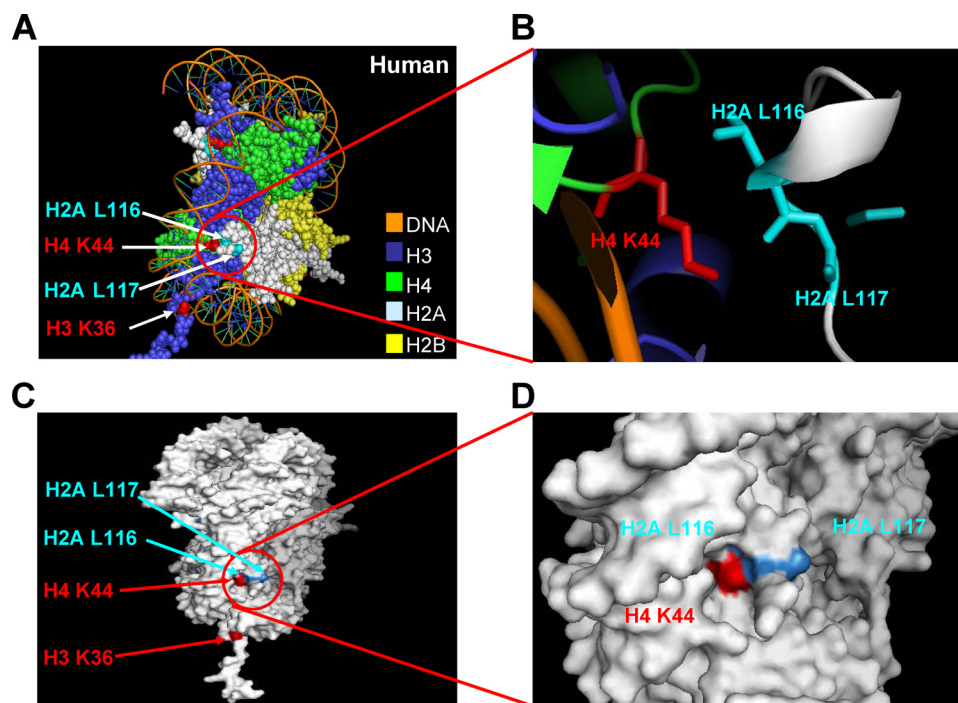 A
Human
H2A L116
H4 K44
H2A L117
H3 K36
DNA
H3
H4
H2A
H2B
B
H2A L116
H4 K44
H2A L117
C
H2A L117
H2A L116
H4 K44
H3 K36
D
H2A L116
H2A L117
H4 K44